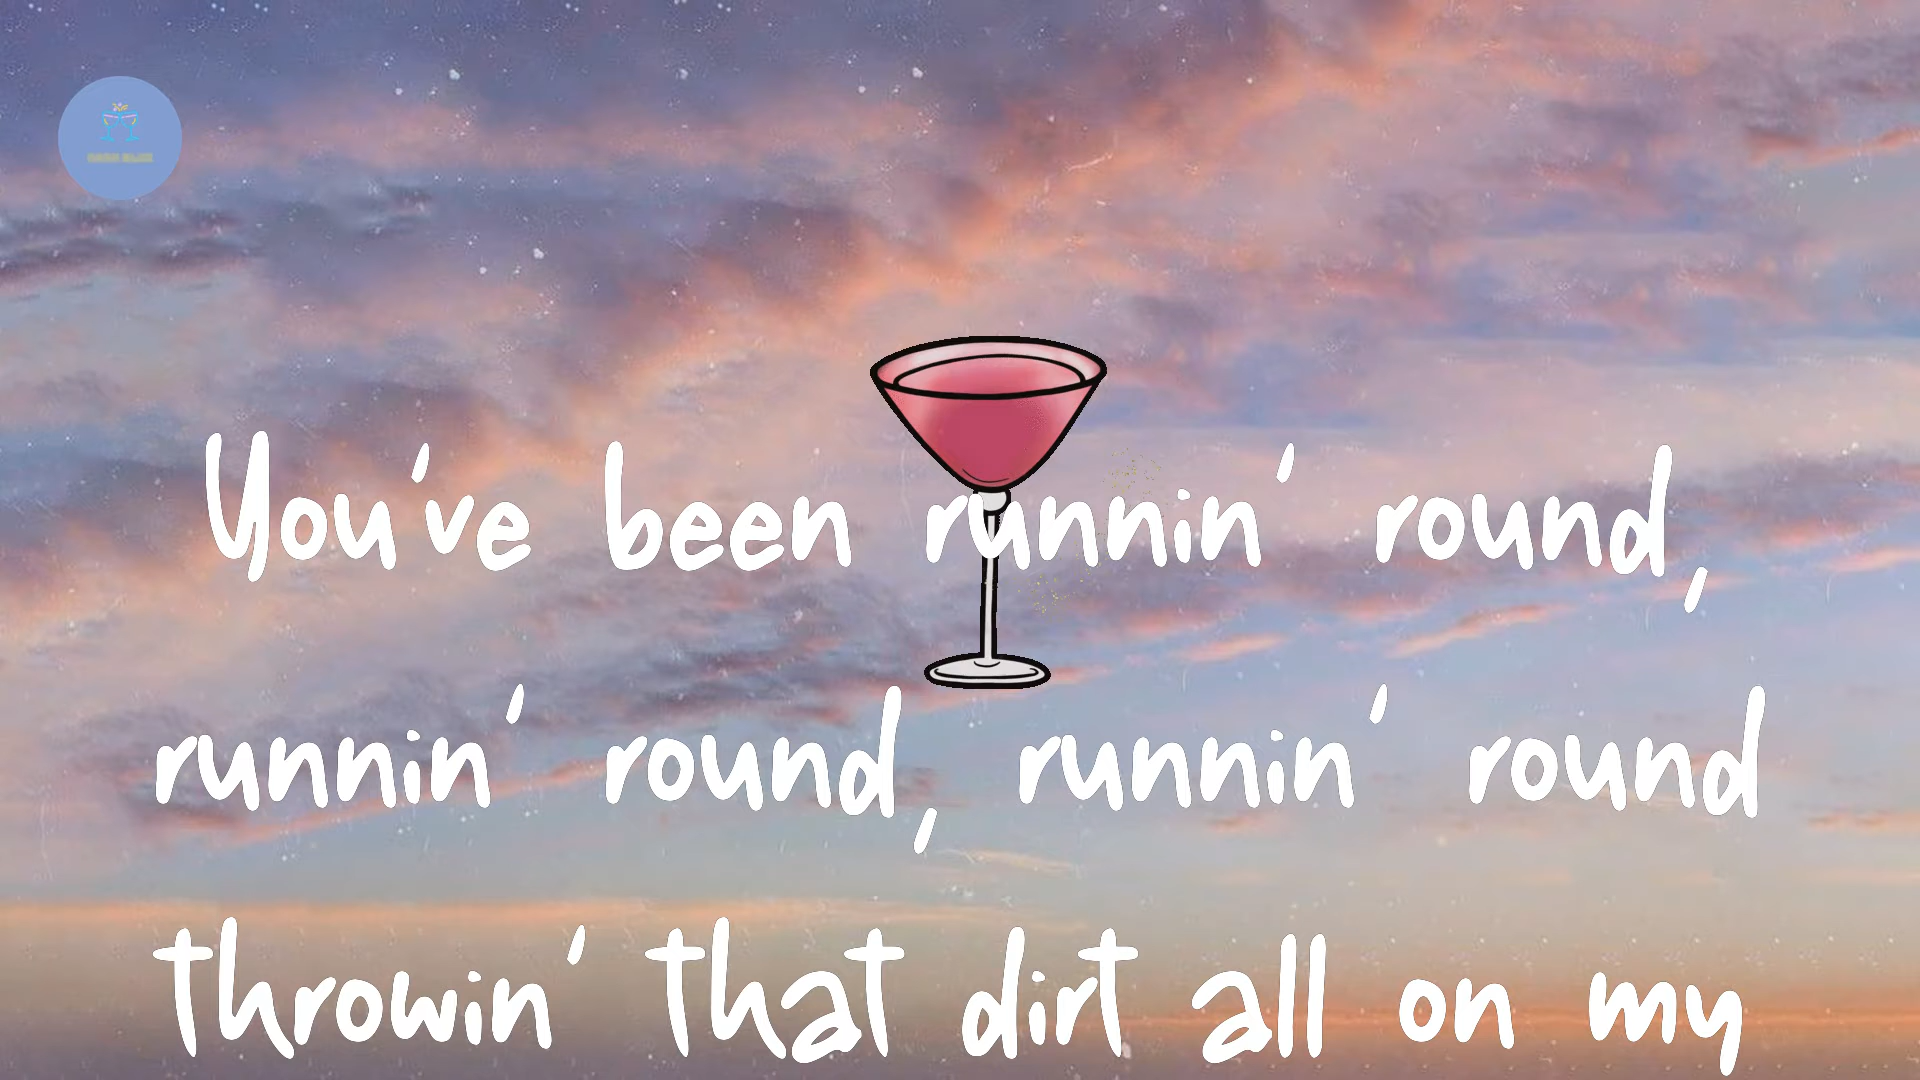 You've been runnin' round,
runnin' round, runnin' round
throwin' that dirt all on my